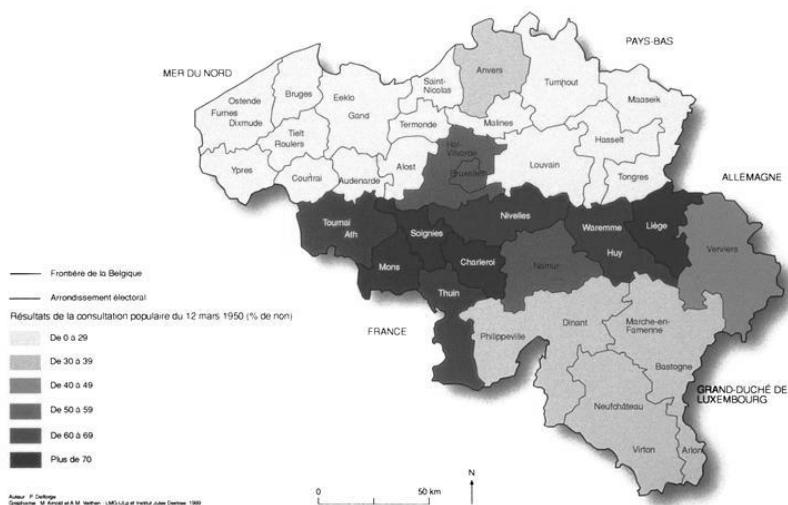 MER DU NORD
PAYS-BAS
Anvers
Turnhout
Saint-
Nicolas
Bruges
Eeklo
Gand
Maaseik
Ostende
Furnes
Dixmude
Termonde
Malines
Tielt
Roulers
Hasselt
Hal-
Vilvorde
Bruxelles
Ypres
Courtrai
Audenarde
Alost
Louvain
Tongres
ALLEMAGNE
Tournai
Ath
Soignies
Nivelles
Waremme
Liège
Mons
Charleroi
Namur
Huy
Verviers
Thuin
Frontière de la Belgique
Arrondissement électoral
Résultats de la consultation populaire du 12 mars 1950 (% de non)
De 0 à 29
De 30 à 39
De 40 à 49
De 50 à 59
De 60 à 69
Plus de 70
FRANCE
Philippeville
Dinant
Marche-en-
Famenne
Bastogne
GRAND-DUCHÉ DE
LUXEMBOURG
Neufchâteau
Virton
Arlon
N
0 50 km
Auteur : P. Delforge